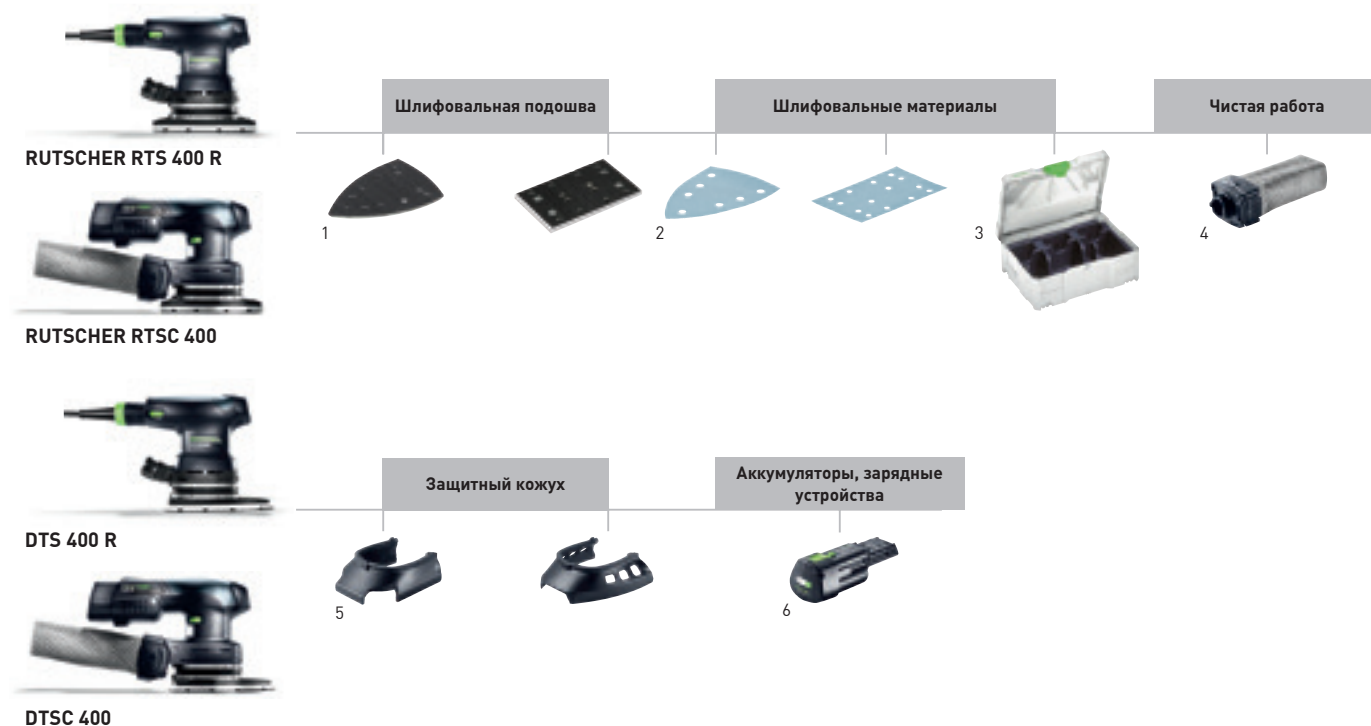 RUTSCHER RTS 400 R
RUTSCHER RTSC 400
DTS 400 R
DTSC 400
Шлифовальная подошва
Шлифовальные материалы
Чистая работа
1
2
3
4
Защитный кожух
Аккумуляторы, зарядные
устройства
5
6